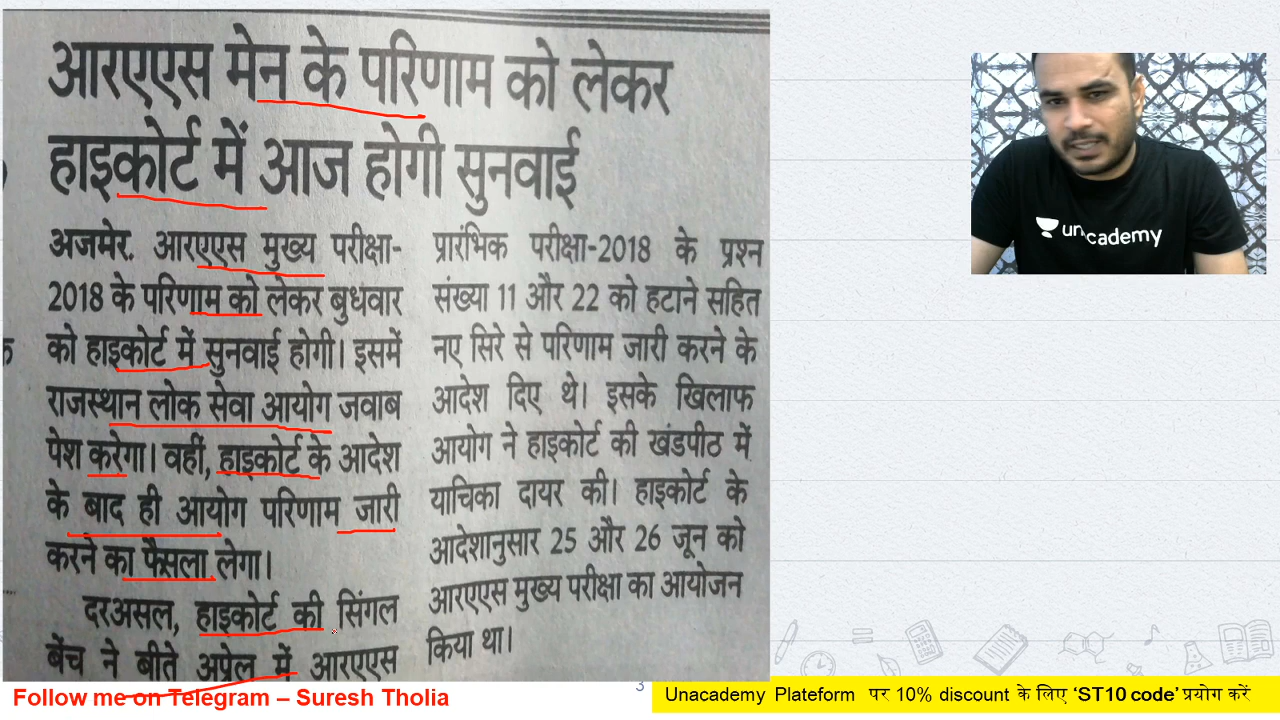 आरएएस मेन के परिणाम को लेकर
हाइकोर्ट में आज होगी सुनवाई
अजमेर. आरएएस मुख्य परीक्षा-
2018 के परिणाम को लेकर बुधवार
को हाइकोर्ट में सुनवाई होगी। इसमें
राजस्थान लोक सेवा आयोग जवाब
पेश करेगा। वहीं, हाइकोर्ट के आदेश
के बाद ही आयोग परिणाम जारी
करने का फैसला लेगा।
दरअसल, हाइकोर्ट की सिंगल
बेंच ने बीते अप्रेल में आरएएस
प्रारंभिक परीक्षा-2018 के प्रश्न
संख्या 11 और 22 को हटाने सहित
नए सिरे से परिणाम जारी करने के
आदेश दिए थे। इसके खिलाफ
आयोग ने हाइकोर्ट की खंडपीठ में
याचिका दायर की। हाइकोर्ट के
आदेशानुसार 25 और 26 जून को
आरएएस मुख्य परीक्षा का आयोजन
किया था।
unacademy
Follow me on Telegram – Suresh Tholia
3
Unacademy Plateform पर 10% discount के लिए ‘ST10 code’ प्रयोग करें